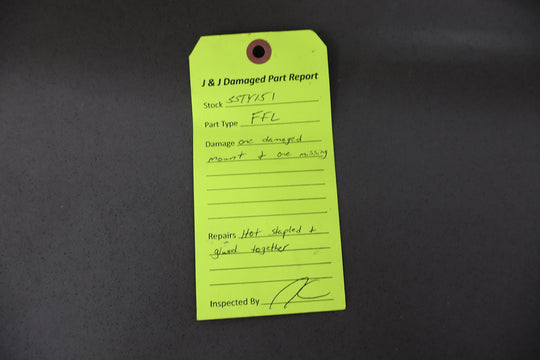 J & J Damaged Part Report
Stock SSTY151
Part Type FFL
Damage one damaged
mount & one missing
Repairs Hot stapled &
glued together
Inspected By